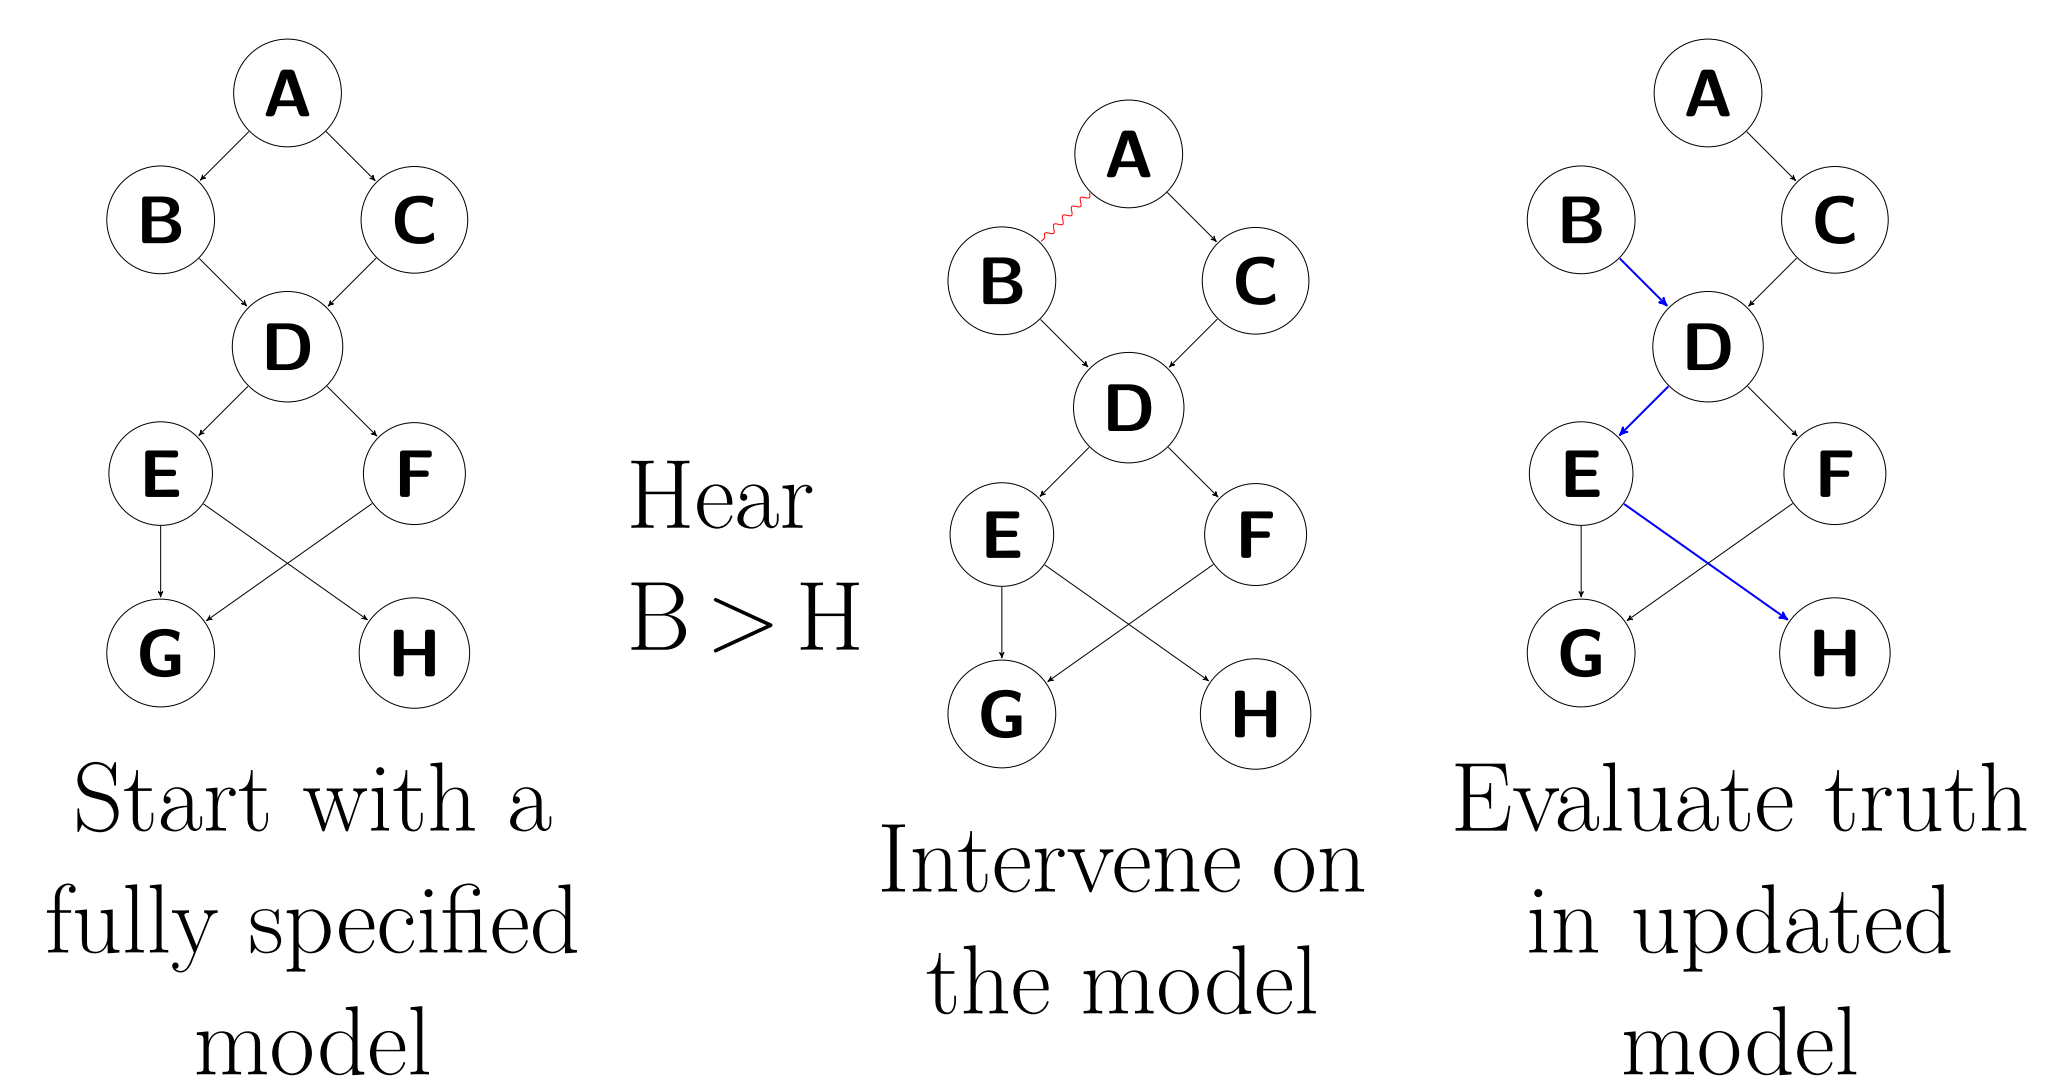 A
B C
D
E F
G H
Start with a
fully specified
model
Hear
B > H
A
B C
D
E F
G H
Intervene on
the model
A
B C
D
E F
G H
Evaluate truth
in updated
model